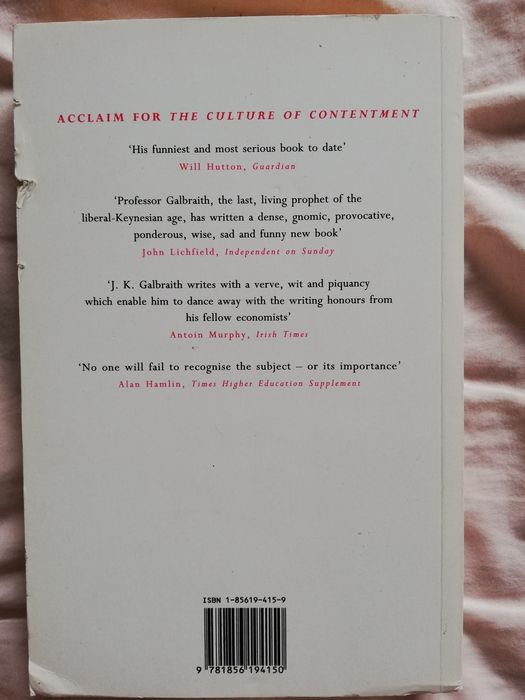 ACCLAIM FOR THE CULTURE OF CONTENTMENT
‘His funniest and most serious book to date’
Will Hutton, Guardian
‘Professor Galbraith, the last, living prophet of the
liberal-Keynesian age, has written a dense, gnomic, provocative,
ponderous, wise, sad and funny new book’
John Lichfield, Independent on Sunday
‘J. K. Galbraith writes with a verve, wit and piquancy
which enable him to dance away with the writing honours from
his fellow economists’
Antoin Murphy, Irish Times
‘No one will fail to recognise the subject – or its importance’
Alan Hamlin, Times Higher Education Supplement
ISBN 1-85619-415-9
9 781856 194150